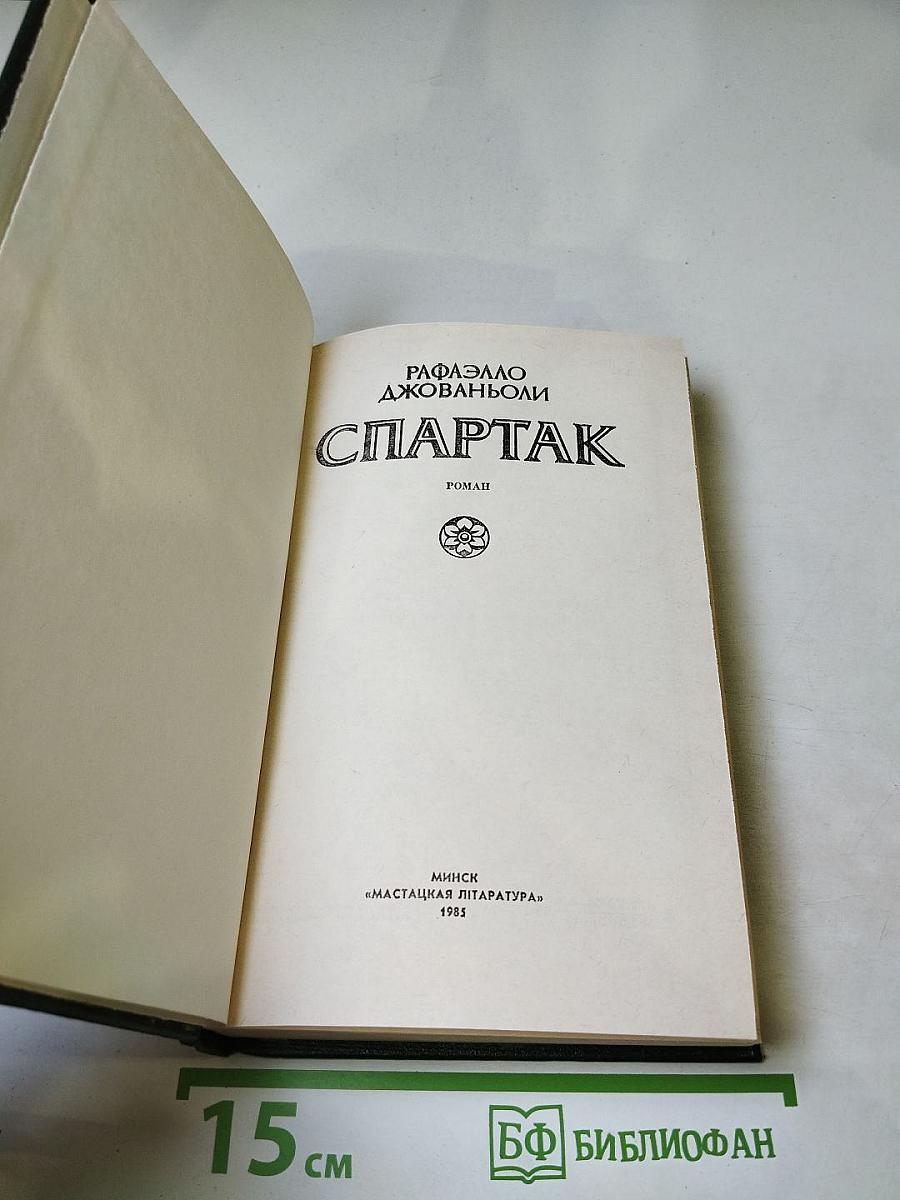 РАФАЭЛЛО
ДЖОВАНЬОЛИ
СПАРТАК
РОМАН
МИНСК
«МАСТАЦКАЯ ЛІТАРАТУРА»
1985
15 см
БФ БИБЛИОФАН